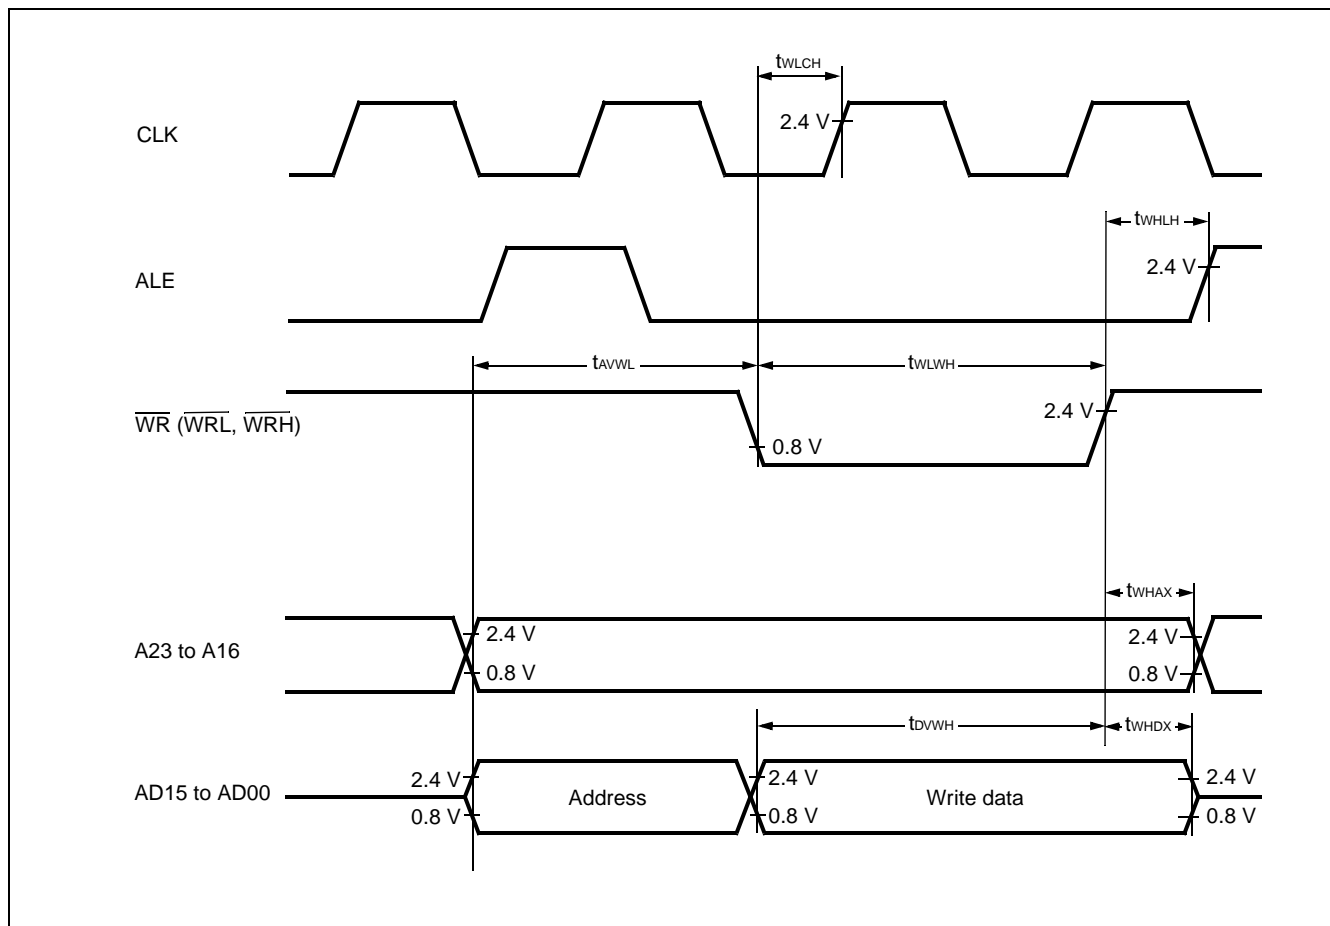 tWLCH
CLK
2.4 V
tWHLH
ALE
2.4 V
tAVWL
tWLWH
WR (WRL, WRH)
2.4 V
0.8 V
tWHAX
A23 to A16
2.4 V
0.8 V
2.4 V
0.8 V
tDVWH
tWHDX
AD15 to AD00
2.4 V
0.8 V
Address
2.4 V
0.8 V
Write data
2.4 V
0.8 V